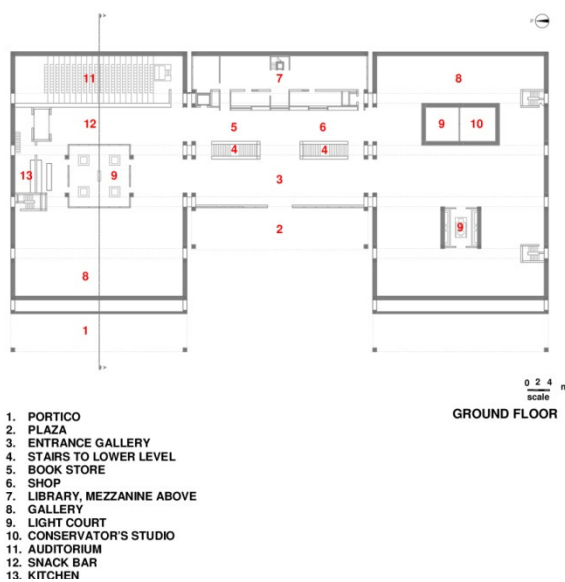 11
7
8
12
5
6
9
10
4
4
13
9
3
9
2
8
1
0 2 4 m
scale
GROUND FLOOR
1. PORTICO
2. PLAZA
3. ENTRANCE GALLERY
4. STAIRS TO LOWER LEVEL
5. BOOK STORE
6. SHOP
7. LIBRARY, MEZZANINE ABOVE
8. GALLERY
9. LIGHT COURT
10. CONSERVATOR'S STUDIO
11. AUDITORIUM
12. SNACK BAR
13. KITCHEN